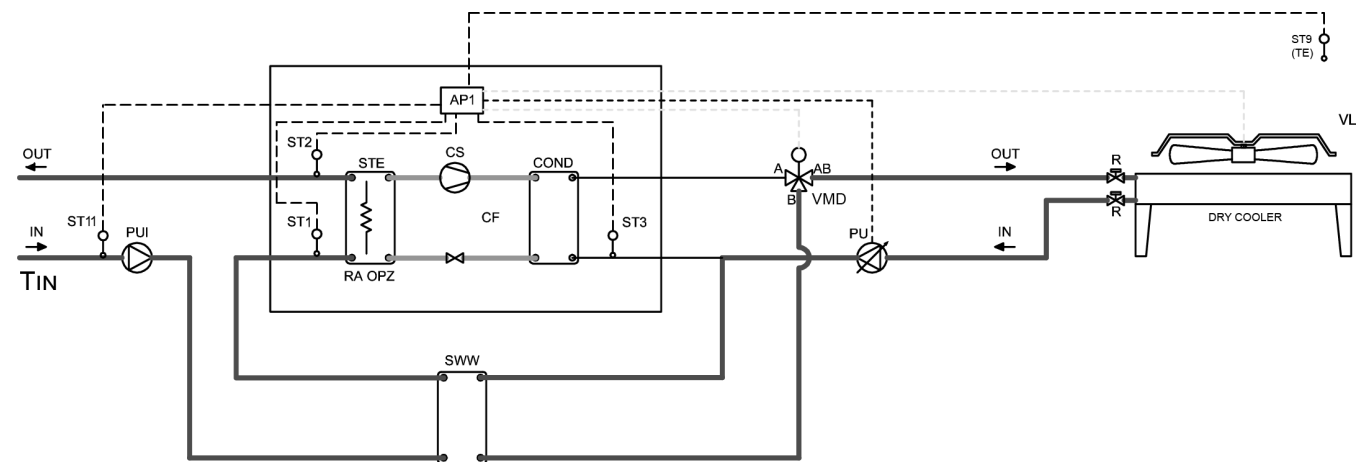 ST9
(TE)
AP1
VL
ST2
CS
OUT
STE
COND
OUT
R
A
AB
CF
B
VMD
R
DRY COOLER
ST11
IN
PUI
ST1
ST3
PU
IN
TIN
RA OPZ
SWW